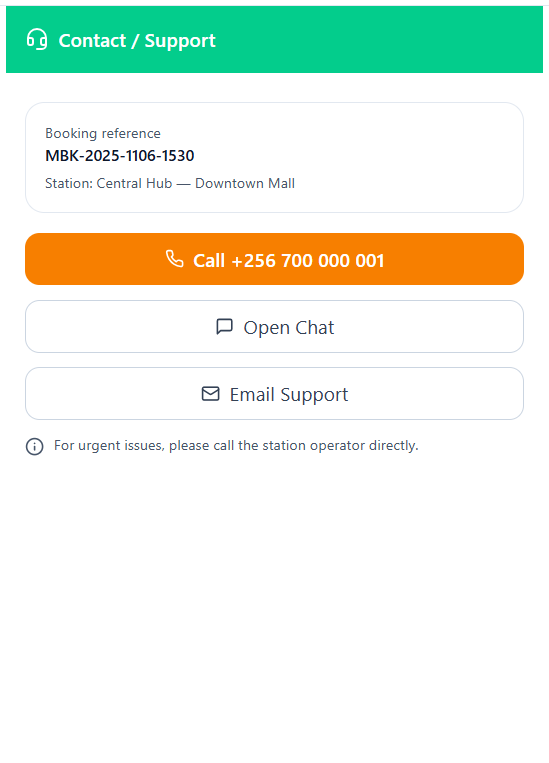 Contact / Support
Booking reference
MBK-2025-1106-1530
Station: Central Hub — Downtown Mall
Call +256 700 000 001
Open Chat
Email Support
For urgent issues, please call the station operator directly.